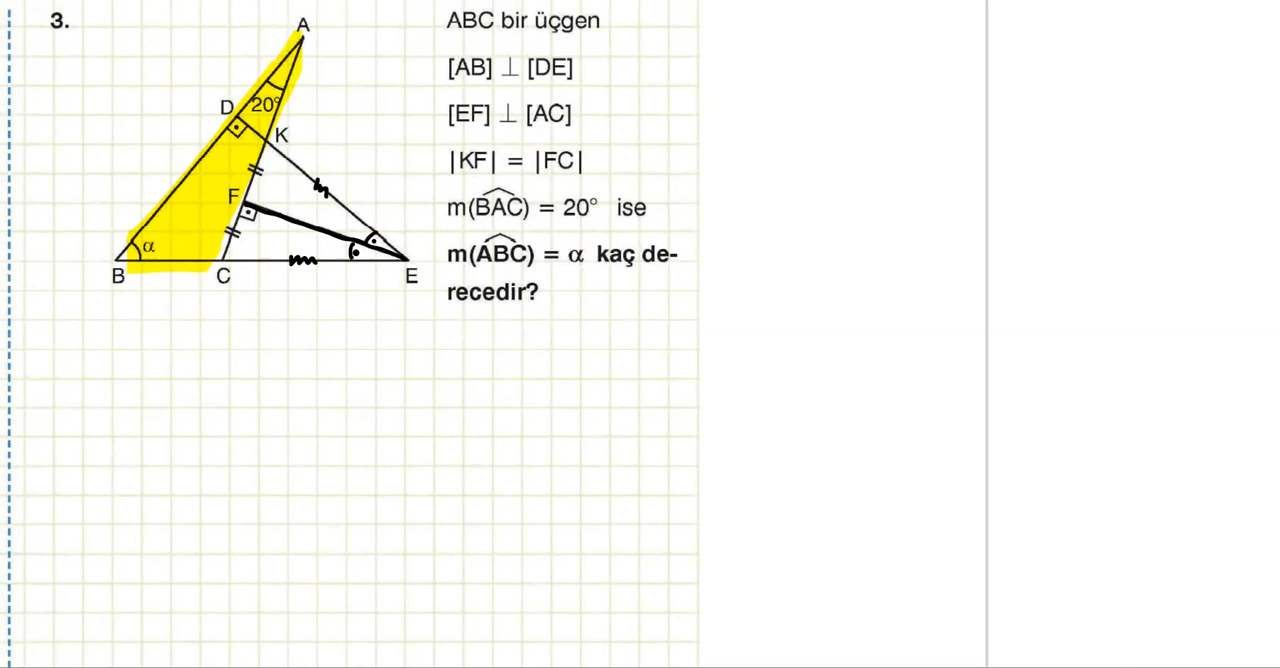 3.
A
D
20°
K
F
α
B
C
E
m
m
ABC bir üçgen
[AB] ⊥ [DE]
[EF] ⊥ [AC]
|KF| = |FC|
m(BAC) = 20° ise
m(ABC) = α kaç de-
recedir?